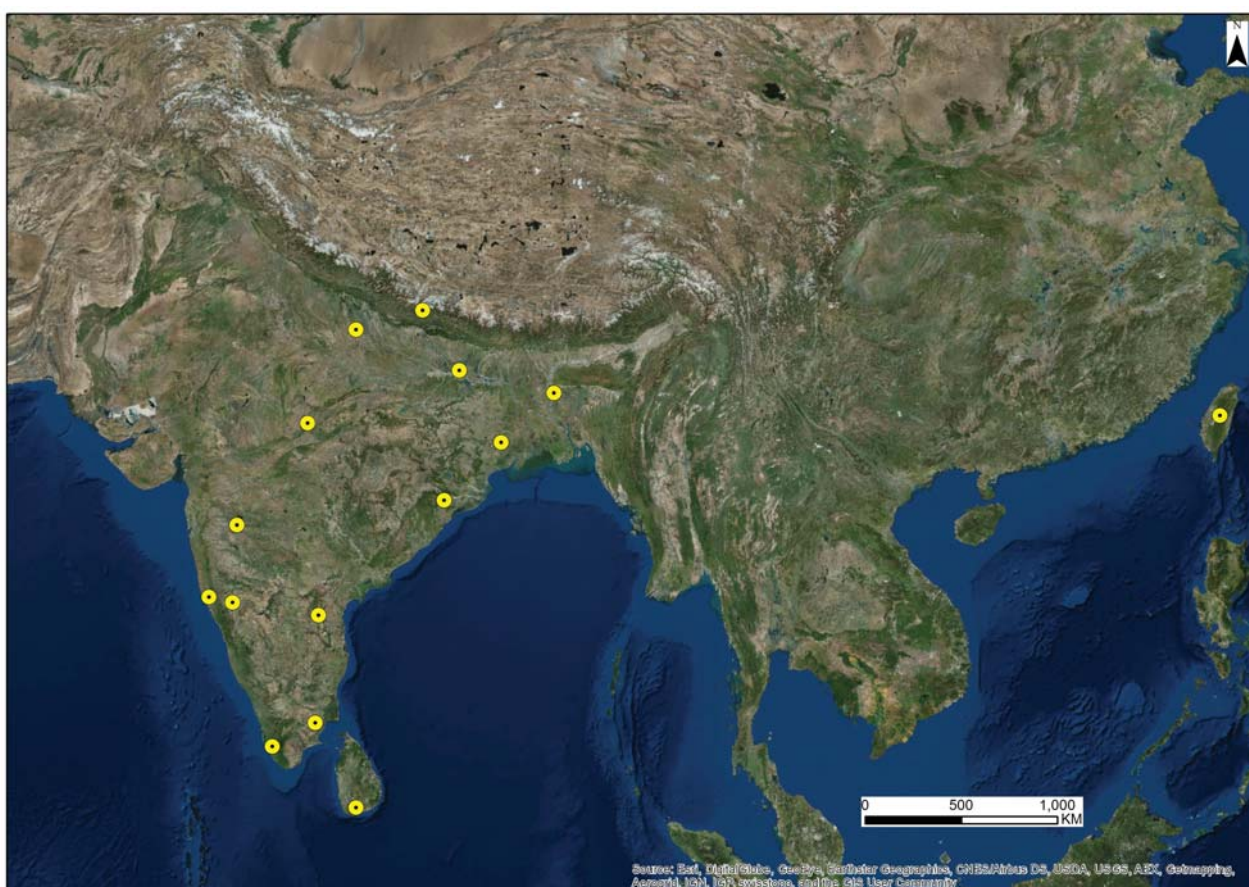 N
0 500 1,000
KM
Source: Esri, DigitalGlobe, GeoEye, Earthstar Geographics, CNES/Airbus DS, USDA, USGS, AEX, Getmapping,
Aerogrid, IGN, IGP, swisstopo, and the GIS User Community